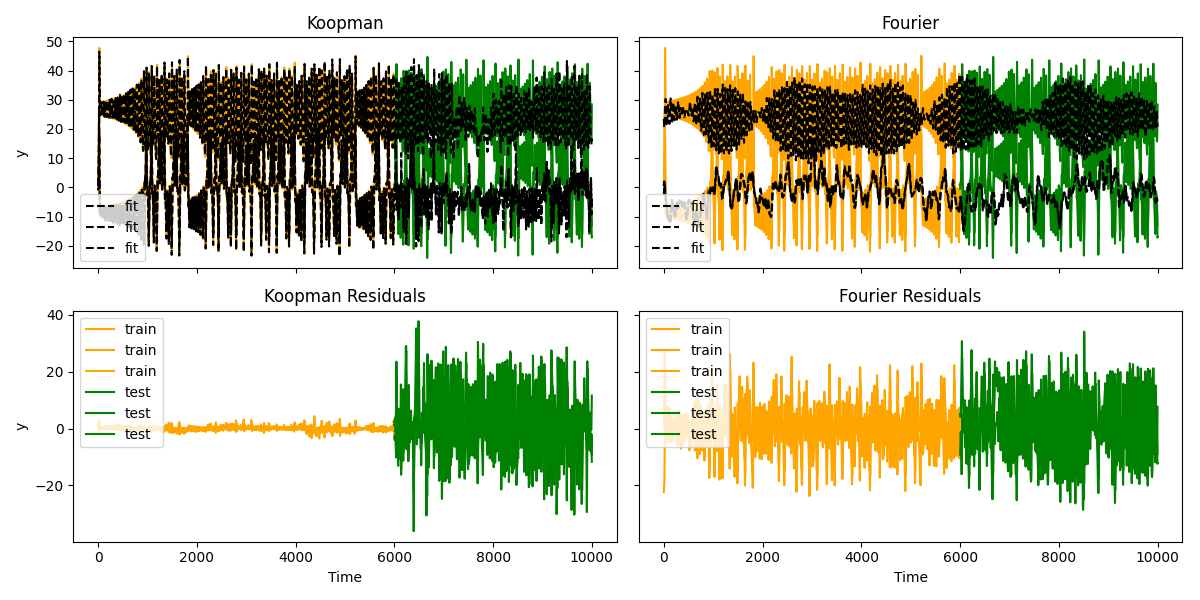 Koopman
Fourier
y
50
40
30
20
10
0
−10
−20
fit
fit
fit
fit
fit
fit
Koopman Residuals
Fourier Residuals
y
40
20
0
−20
train
train
train
test
test
test
train
train
train
test
test
test
0
2000
4000
6000
8000
10000
0
2000
4000
6000
8000
10000
Time
Time